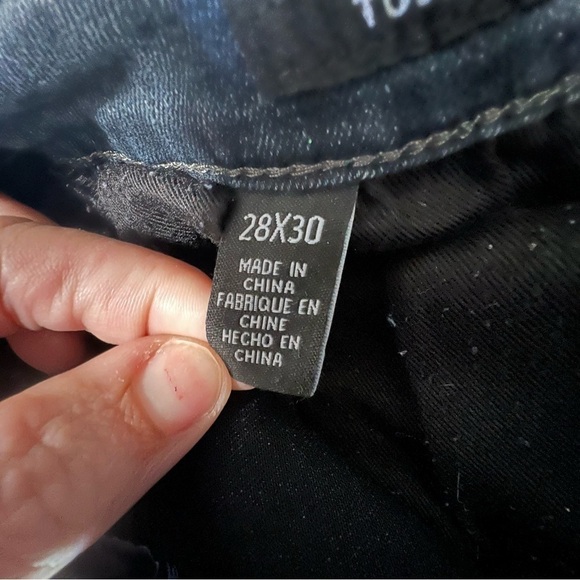 28X30
MADE IN
CHINA
FABRIQUE EN
CHINE
HECHO EN
CHINA